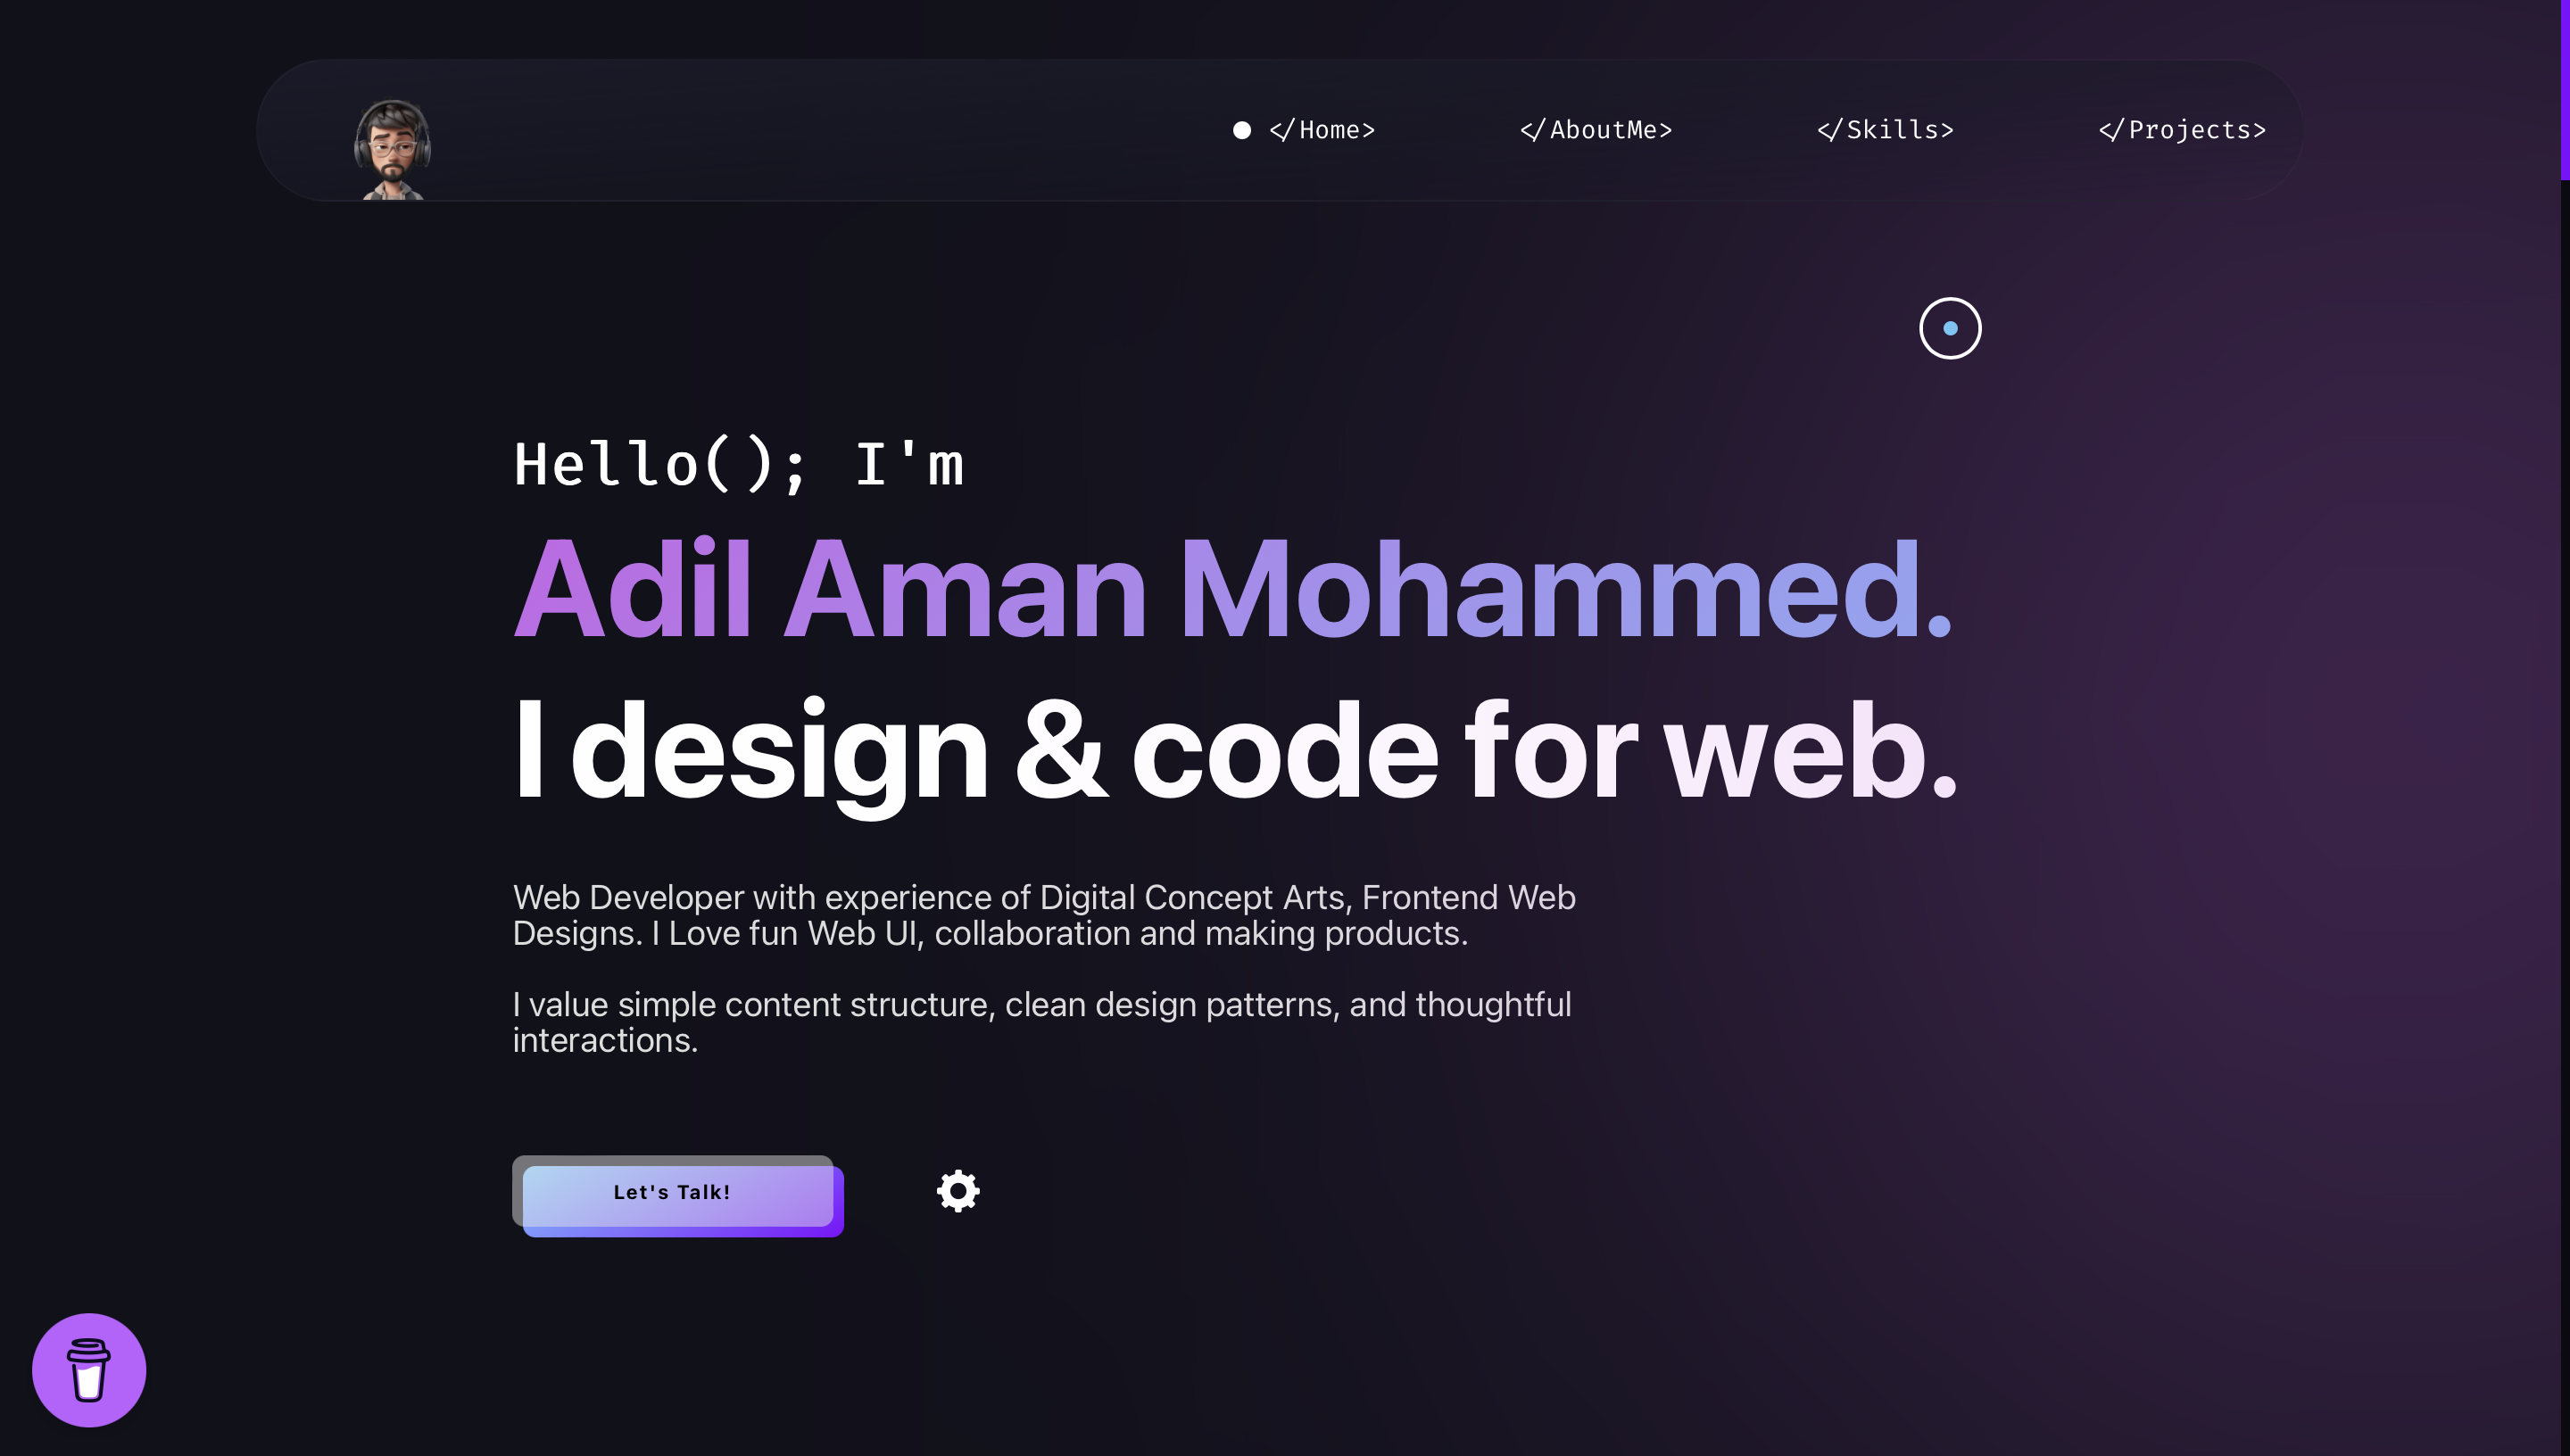 </Home> </AboutMe> </Skills> </Projects>
Hello(); I'm
Adil Aman Mohammed.
I design & code for web.
Web Developer with experience of Digital Concept Arts, Frontend Web
Designs. I Love fun Web UI, collaboration and making products.
I value simple content structure, clean design patterns, and thoughtful
interactions.
Let's Talk!